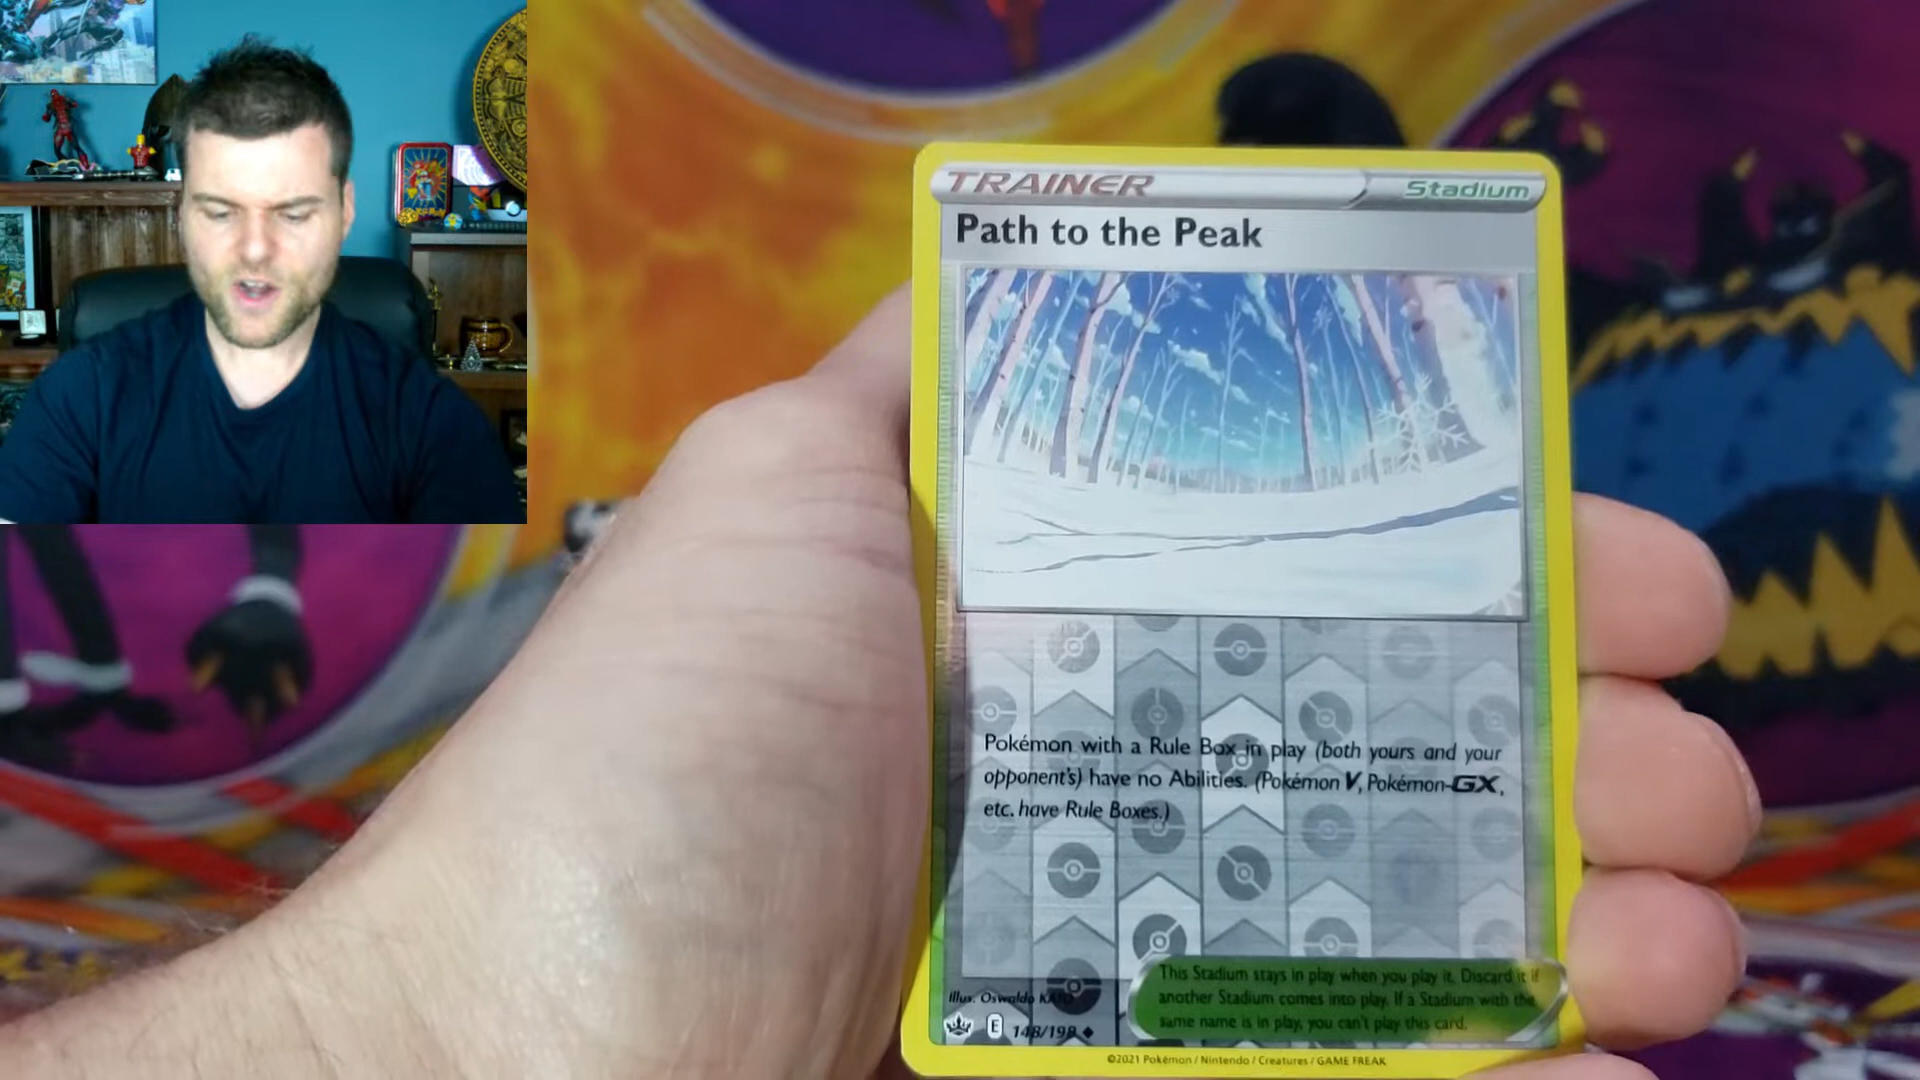 TRAINER
Stadium
Path to the Peak
Pokémon with a Rule Box in play (both yours and your
opponent's) have no Abilities. (Pokémon V, Pokémon-GX,
etc. have Rule Boxes.)
This Stadium stays in play when you play it. Discard it if
another Stadium comes into play. If a Stadium with the
same name is in play, you can't play this card.
Illus. Oswaldo KATO
E 148/198
©2021 Pokémon / Nintendo / Creatures / GAME FREAK